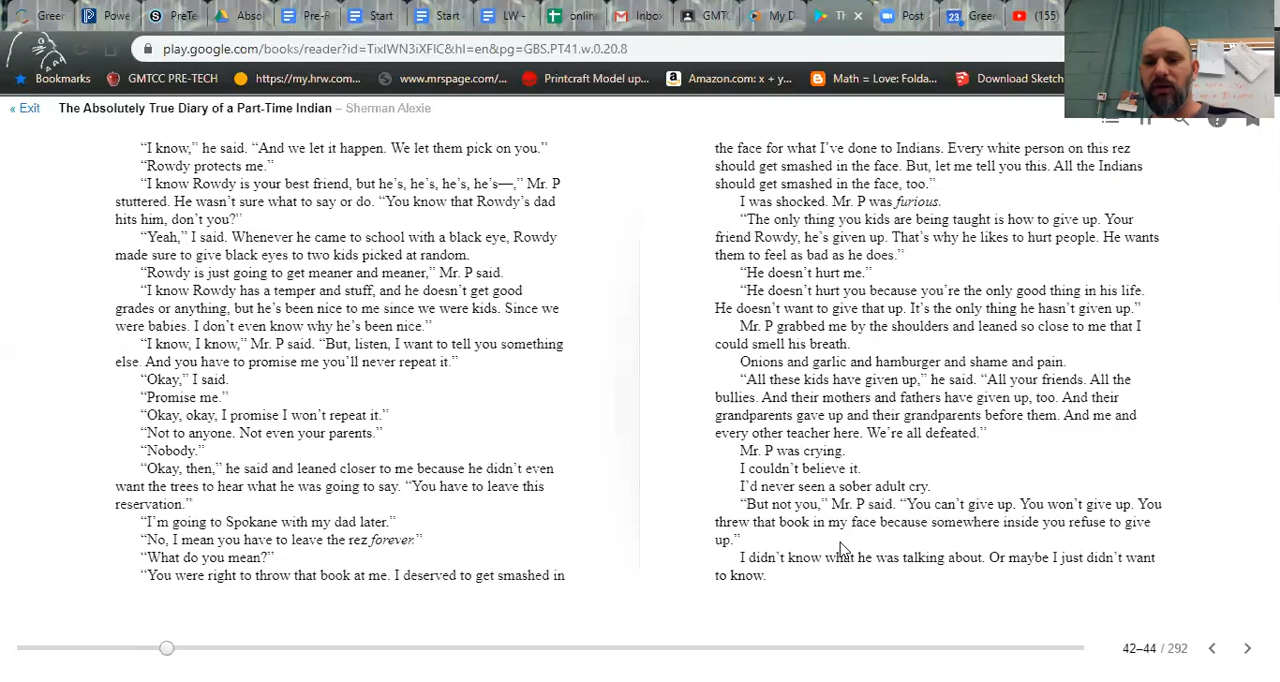 Green
Powe
PreTe
Abso
Pre-F
Start
Start
LW -
online
Inbox
GMTC
My D
Th
Post
23
Gree
(155)
play.google.com/books/reader?id=TixlWN3iXFIC&hl=en&pg=GBS.PT41.w.0.20.8
Bookmarks
GMTCC PRE-TECH
https://my.hrw.com...
www.mrspage.com/...
Printcraft Model up...
Amazon.com: x + y...
Math = Love: Folda...
Download Sketch
« Exit
The Absolutely True Diary of a Part-Time Indian – Sherman Alexie
“I know,” he said. “And we let it happen. We let them pick on you.”
“Rowdy protects me.”
“I know Rowdy is your best friend, but he’s, he’s, he’s, he’s—,” Mr. P
stuttered. He wasn’t sure what to say or do. “You know that Rowdy’s dad
hits him, don’t you?”
“Yeah,” I said. Whenever he came to school with a black eye, Rowdy
made sure to give black eyes to two kids picked at random.
“Rowdy is just going to get meaner and meaner,” Mr. P said.
“I know Rowdy has a temper and stuff, and he doesn’t get good
grades or anything, but he’s been nice to me since we were kids. Since we
were babies. I don’t even know why he’s been nice.”
“I know, I know,” Mr. P said. “But, listen, I want to tell you something
else. And you have to promise me you’ll never repeat it.”
“Okay,” I said.
“Promise me.”
“Okay, okay, I promise I won’t repeat it.”
“Not to anyone. Not even your parents.”
“Nobody.”
“Okay, then,” he said and leaned closer to me because he didn’t even
want the trees to hear what he was going to say. “You have to leave this
reservation.”
“I’m going to Spokane with my dad later.”
“No, I mean you have to leave the rez forever.”
“What do you mean?”
“You were right to throw that book at me. I deserved to get smashed in
the face for what I’ve done to Indians. Every white person on this rez
should get smashed in the face. But, let me tell you this. All the Indians
should get smashed in the face, too.”
I was shocked. Mr. P was furious.
“The only thing you kids are being taught is how to give up. Your
friend Rowdy, he’s given up. That’s why he likes to hurt people. He wants
them to feel as bad as he does.”
“He doesn’t hurt me.”
“He doesn’t hurt you because you’re the only good thing in his life.
He doesn’t want to give that up. It’s the only thing he hasn’t given up.”
Mr. P grabbed me by the shoulders and leaned so close to me that I
could smell his breath.
Onions and garlic and hamburger and shame and pain.
“All these kids have given up,” he said. “All your friends. All the
bullies. And their mothers and fathers have given up, too. And their
grandparents gave up and their grandparents before them. And me and
every other teacher here. We’re all defeated.”
Mr. P was crying.
I couldn’t believe it.
I’d never seen a sober adult cry.
“But not you,” Mr. P said. “You can’t give up. You won’t give up. You
threw that book in my face because somewhere inside you refuse to give
up.”
I didn’t know what he was talking about. Or maybe I just didn’t want
to know.
42–44 / 292